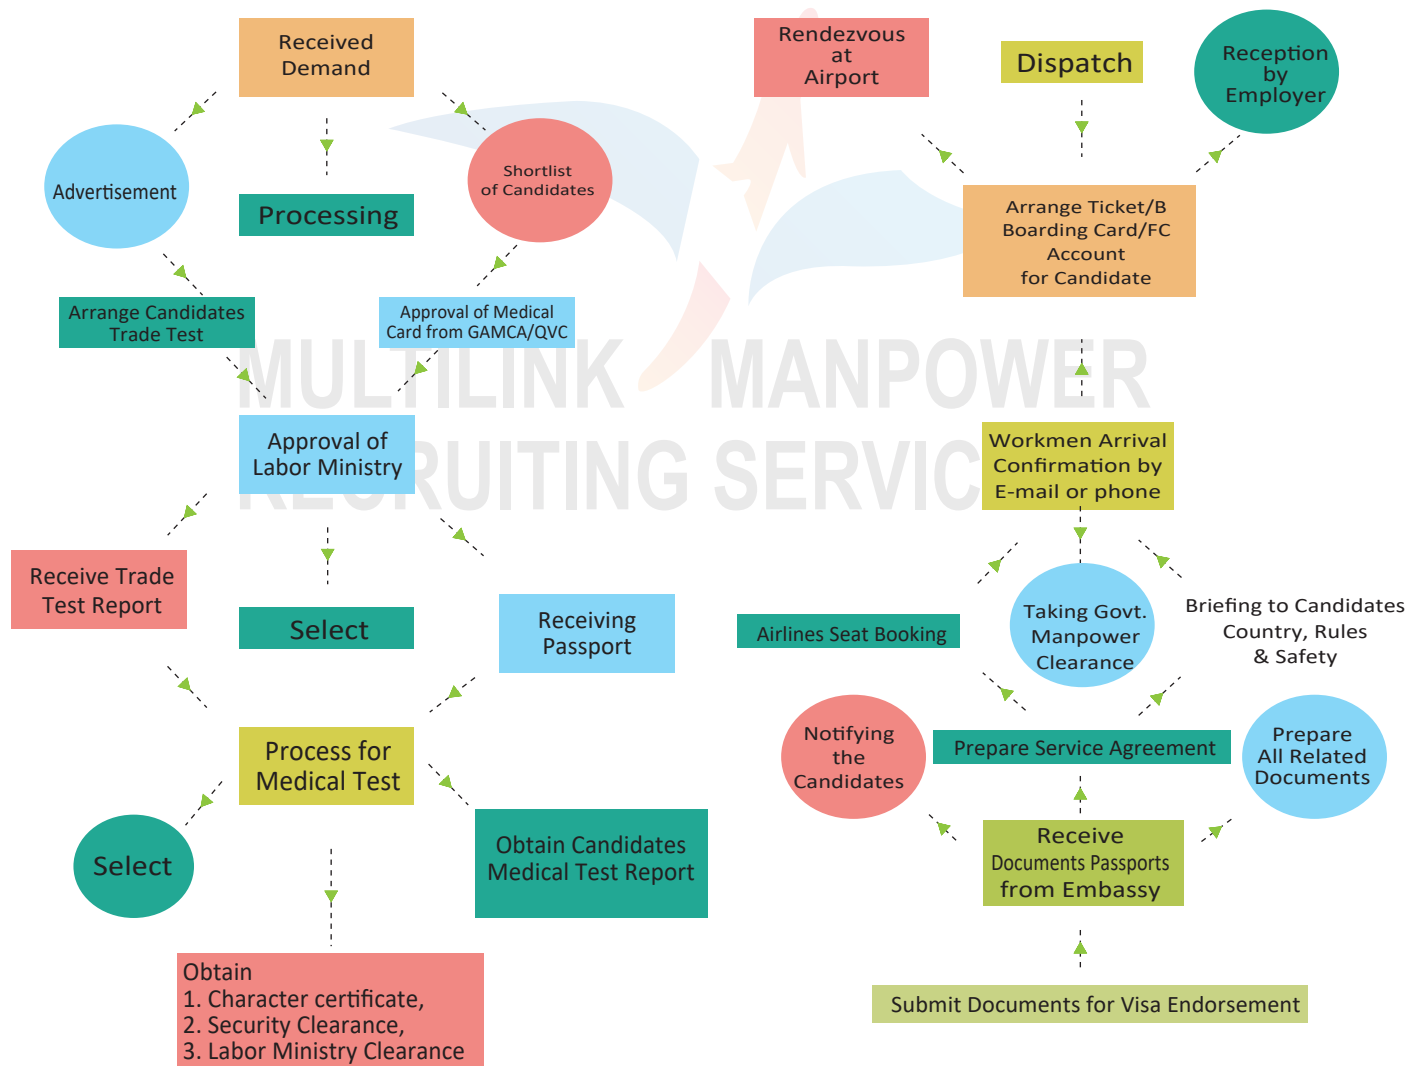 Received
Demand
Advertisement
Processing
Shortlist
of Candidates
Arrange Candidates
Trade Test
Approval of Medical
Card from GAMCA/QVC
Approval of
Labor Ministry
Receive Trade
Test Report
Select
Receiving
Passport
Process for
Medical Test
Select
Obtain Candidates
Medical Test Report
Obtain
1. Character certificate,
2. Security Clearance,
3. Labor Ministry Clearance
Rendezvous
at
Airport
Dispatch
Reception
by
Employer
Arrange Ticket/B
Boarding Card/FC
Account
for Candidate
Workmen Arrival
Confirmation by
E-mail or phone
Airlines Seat Booking
Taking Govt.
Manpower
Clearance
Briefing to Candidates
Country, Rules
& Safety
Notifying
the
Candidates
Prepare Service Agreement
Prepare
All Related
Documents
Receive
Documents Passports
from Embassy
Submit Documents for Visa Endorsement
MULTILINK MANPOWER
RECRUITING SERVIC